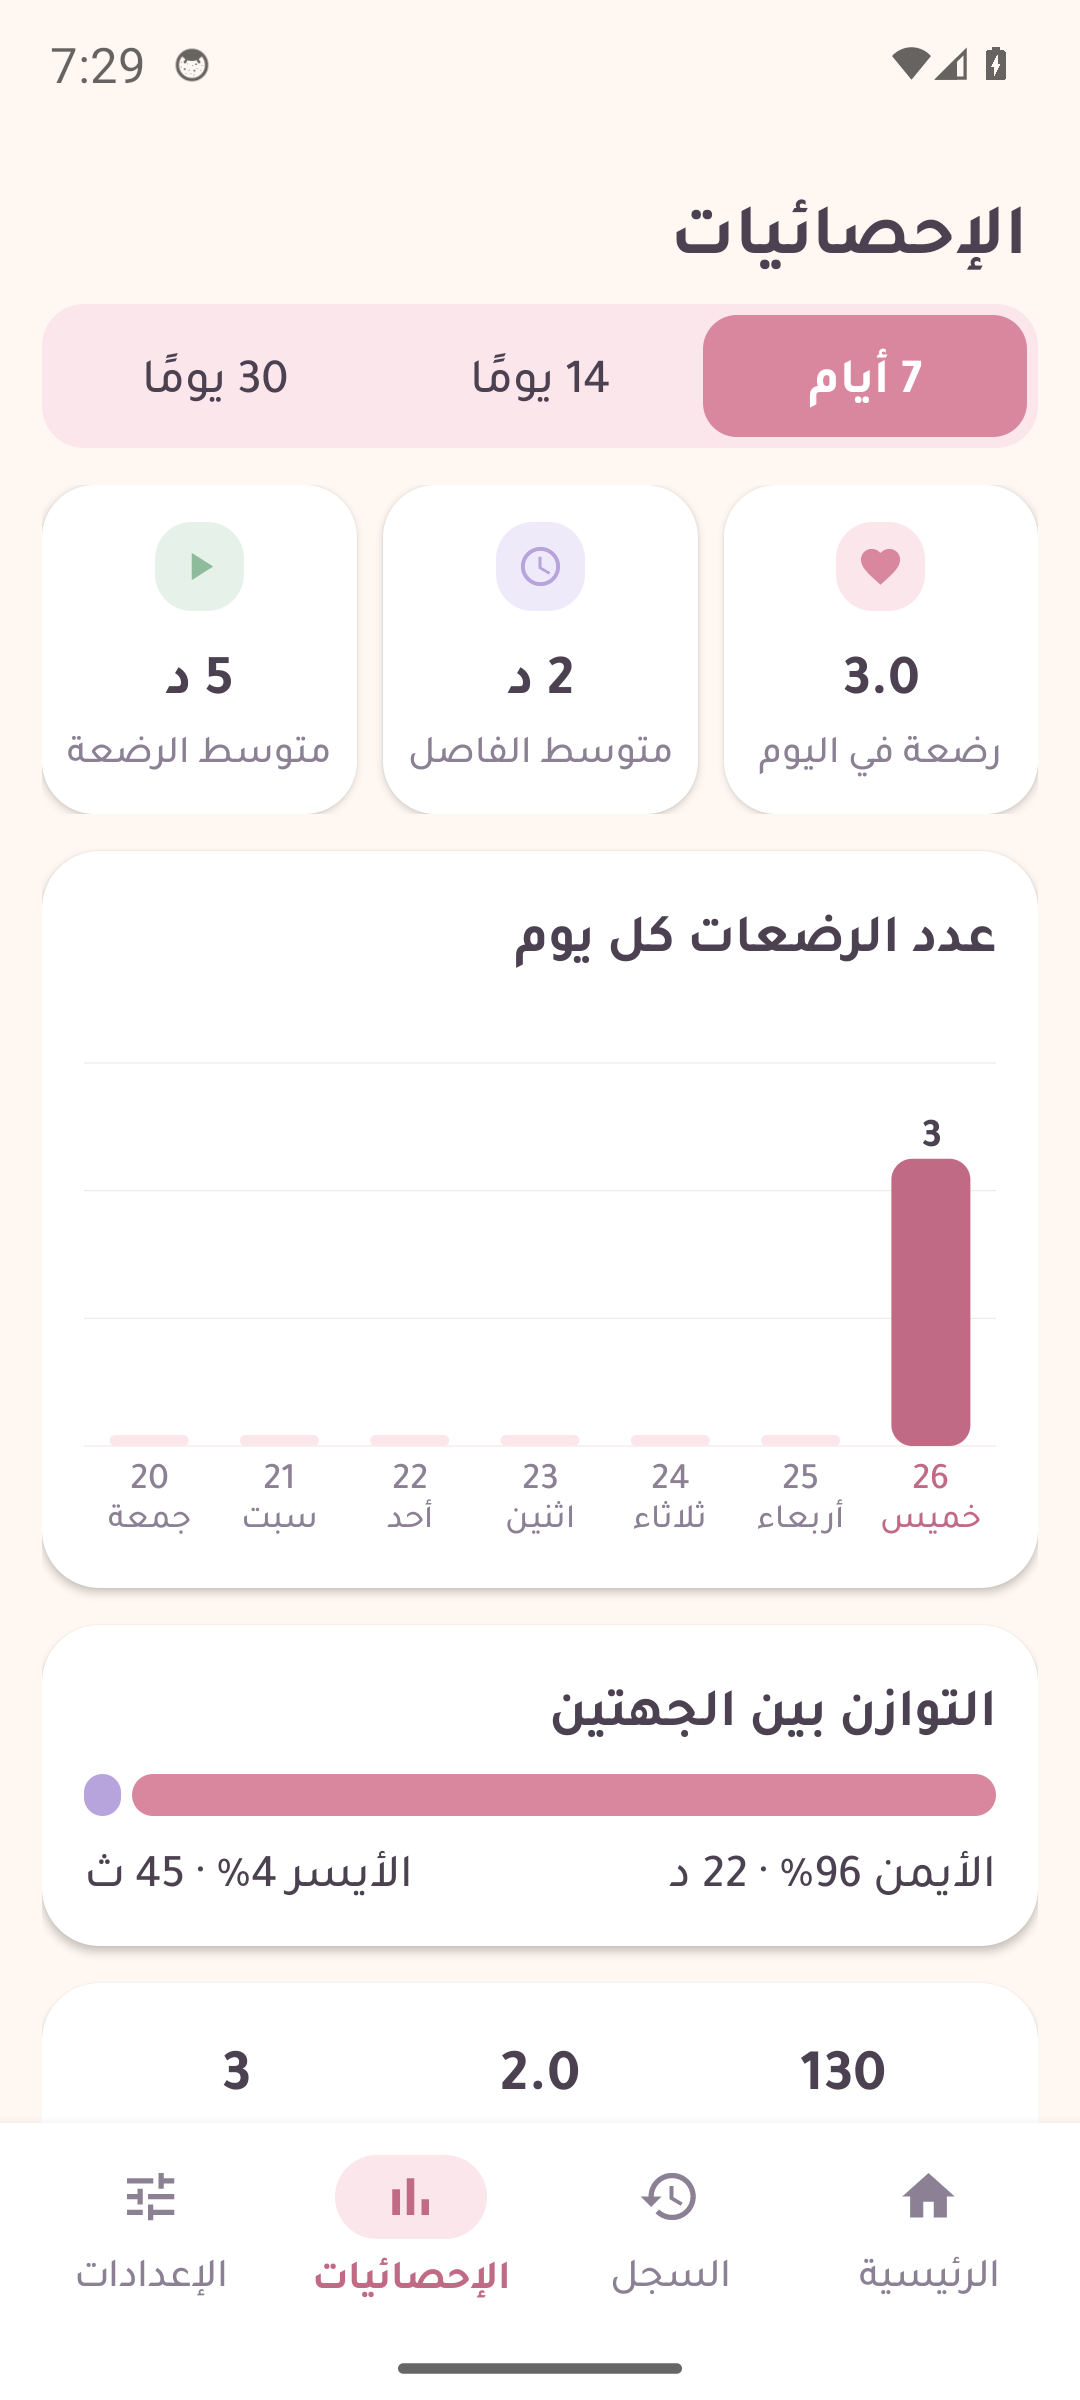 7:29
الإحصائيات
7 أيام
14 يومًا
30 يومًا
3.0
رضعة في اليوم
2 د
متوسط الفاصل
5 د
متوسط الرضعة
عدد الرضعات كل يوم
3
26
خميس
25
أربعاء
24
ثلاثاء
23
اثنين
22
أحد
21
سبت
20
جمعة
التوازن بين الجهتين
الأيمن 96% · 22 د
الأيسر 4% · 45 ث
130
2.0
3
الرئيسية
السجل
الإحصائيات
الإعدادات